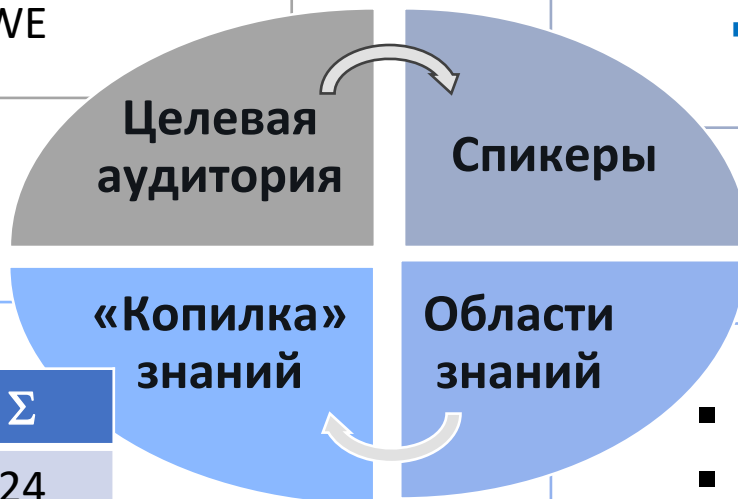 WE
Целевая
аудитория
Спикеры
«Копилка»
знаний
Области
знаний
Σ
24